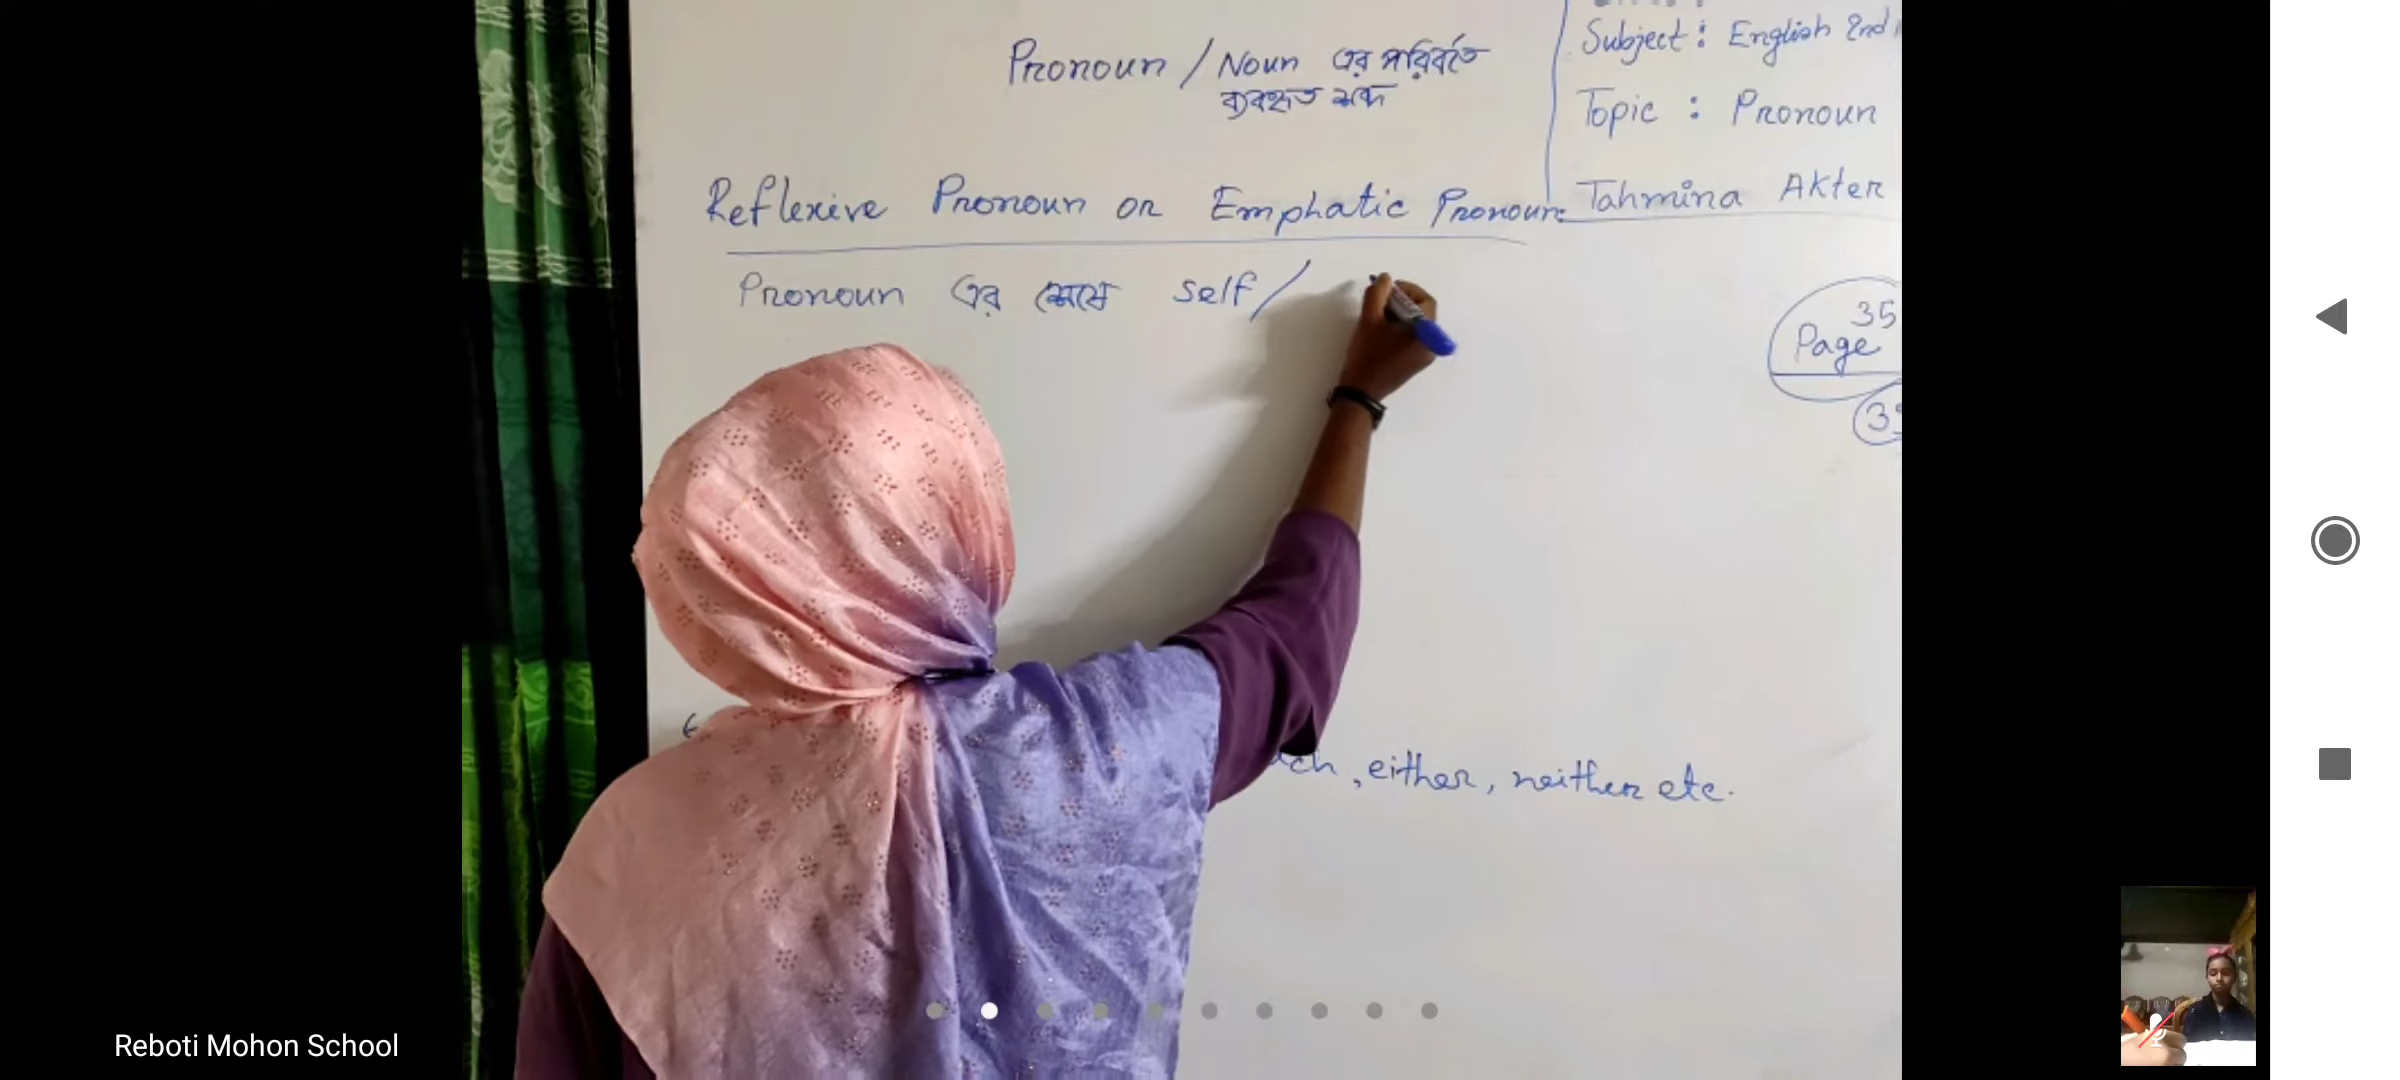 Pronoun / Noun এর পরিবর্তে
ব্যবহৃত শব্দ
Subject : English 2nd
Topic : Pronoun
Tahmina Akter
Reflexive Pronoun or Emphatic Pronoun:
Pronoun এর শেষে self /
35
Page
, either, neither etc.
Reboti Mohon School